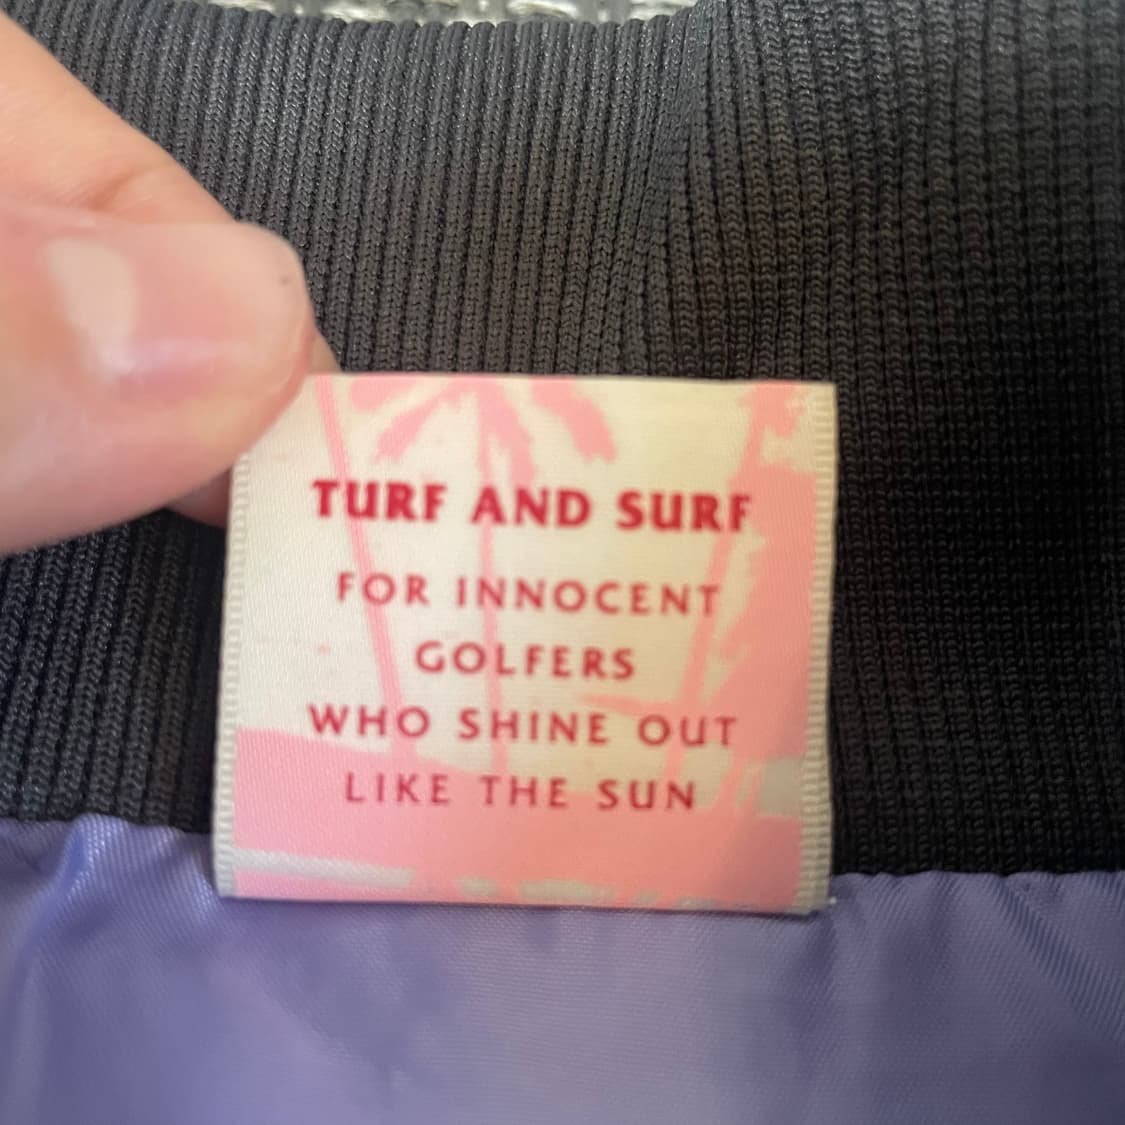 TURF AND SURF
FOR INNOCENT
GOLFERS
WHO SHINE OUT
LIKE THE SUN